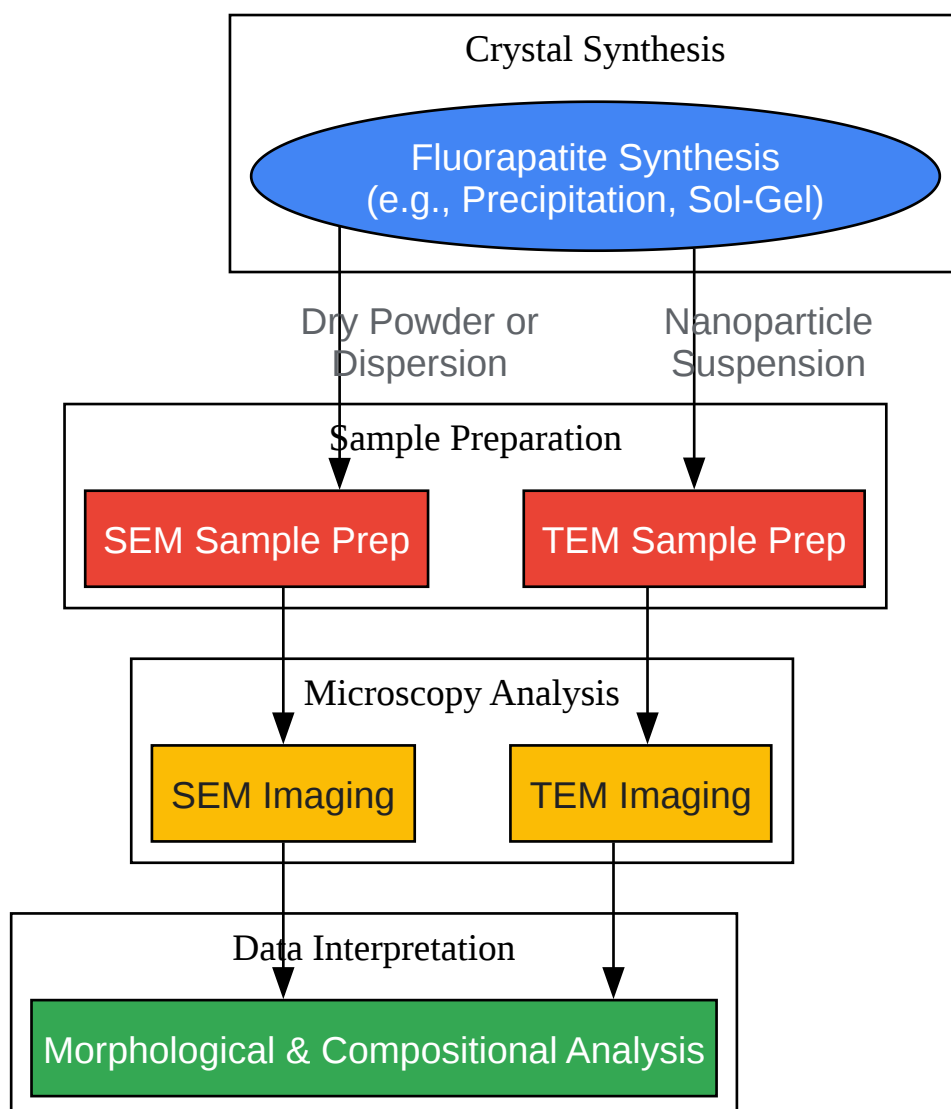 Crystal Synthesis
Fluorapatite Synthesis
(e.g., Precipitation, Sol-Gel)
Dry Powder or
Dispersion
Nanoparticle
Suspension
Sample Preparation
SEM Sample Prep
TEM Sample Prep
Microscopy Analysis
SEM Imaging
TEM Imaging
Data Interpretation
Morphological & Compositional Analysis